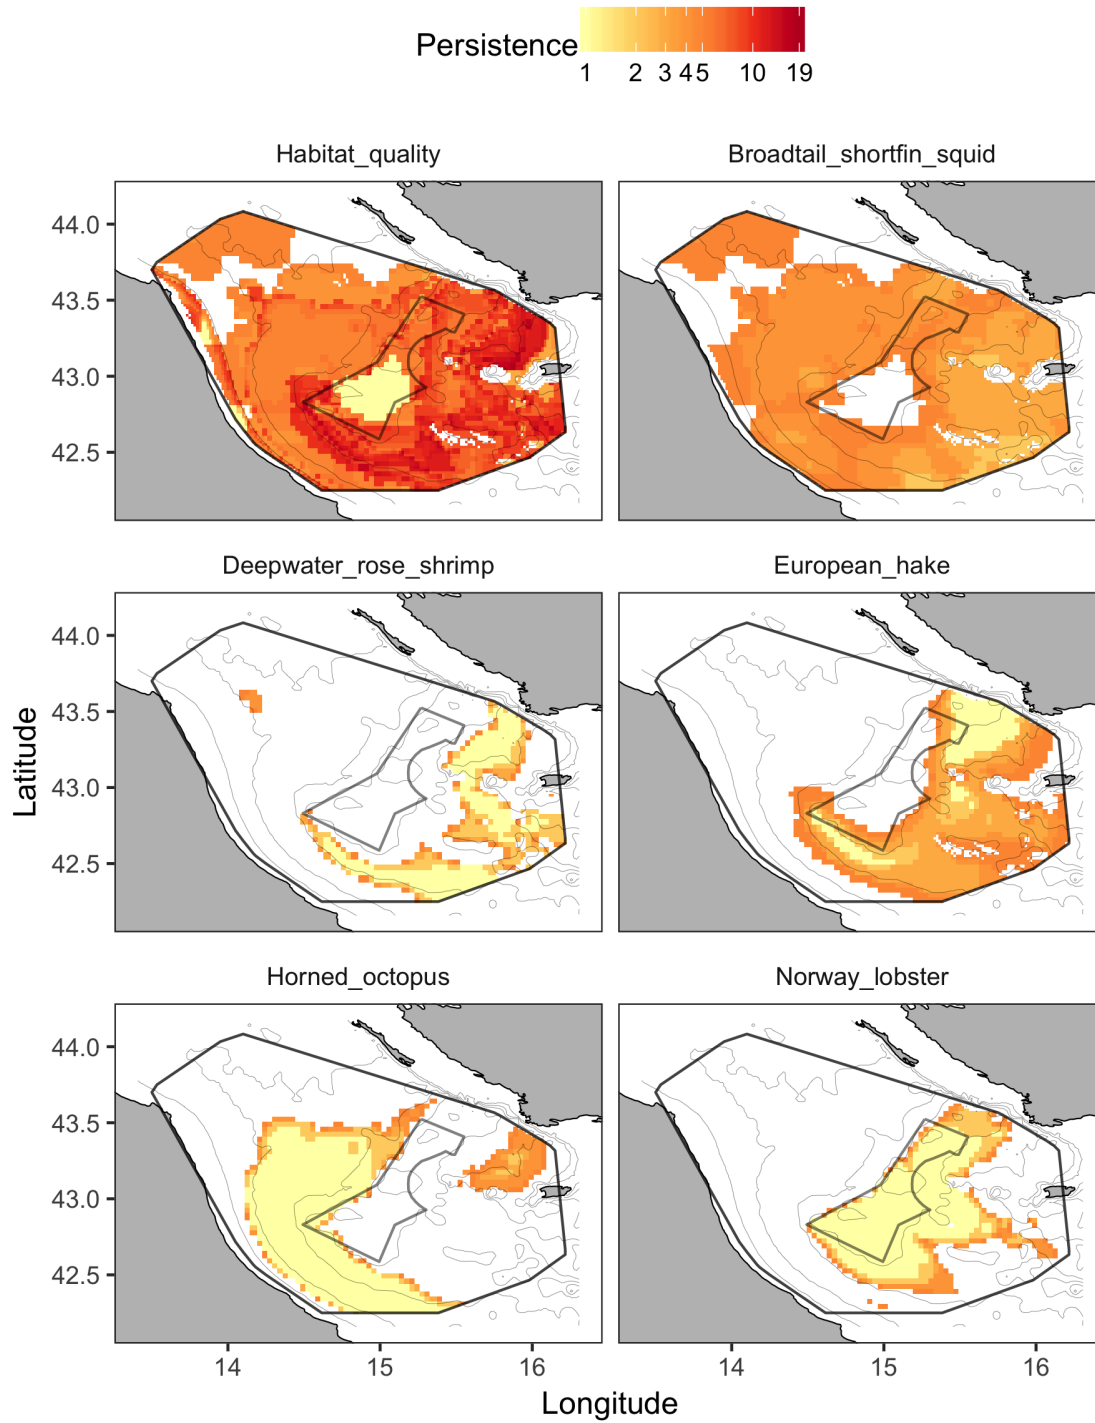 Persistence
1 2 3 4 5 10 19
Habitat_quality
Broadtail_shortfin_squid
44.0
43.5
43.0
42.5
Deepwater_rose_shrimp
European_hake
44.0
43.5
43.0
42.5
Latitude
Horned_octopus
Norway_lobster
44.0
43.5
43.0
42.5
14 15 16
14 15 16
Longitude